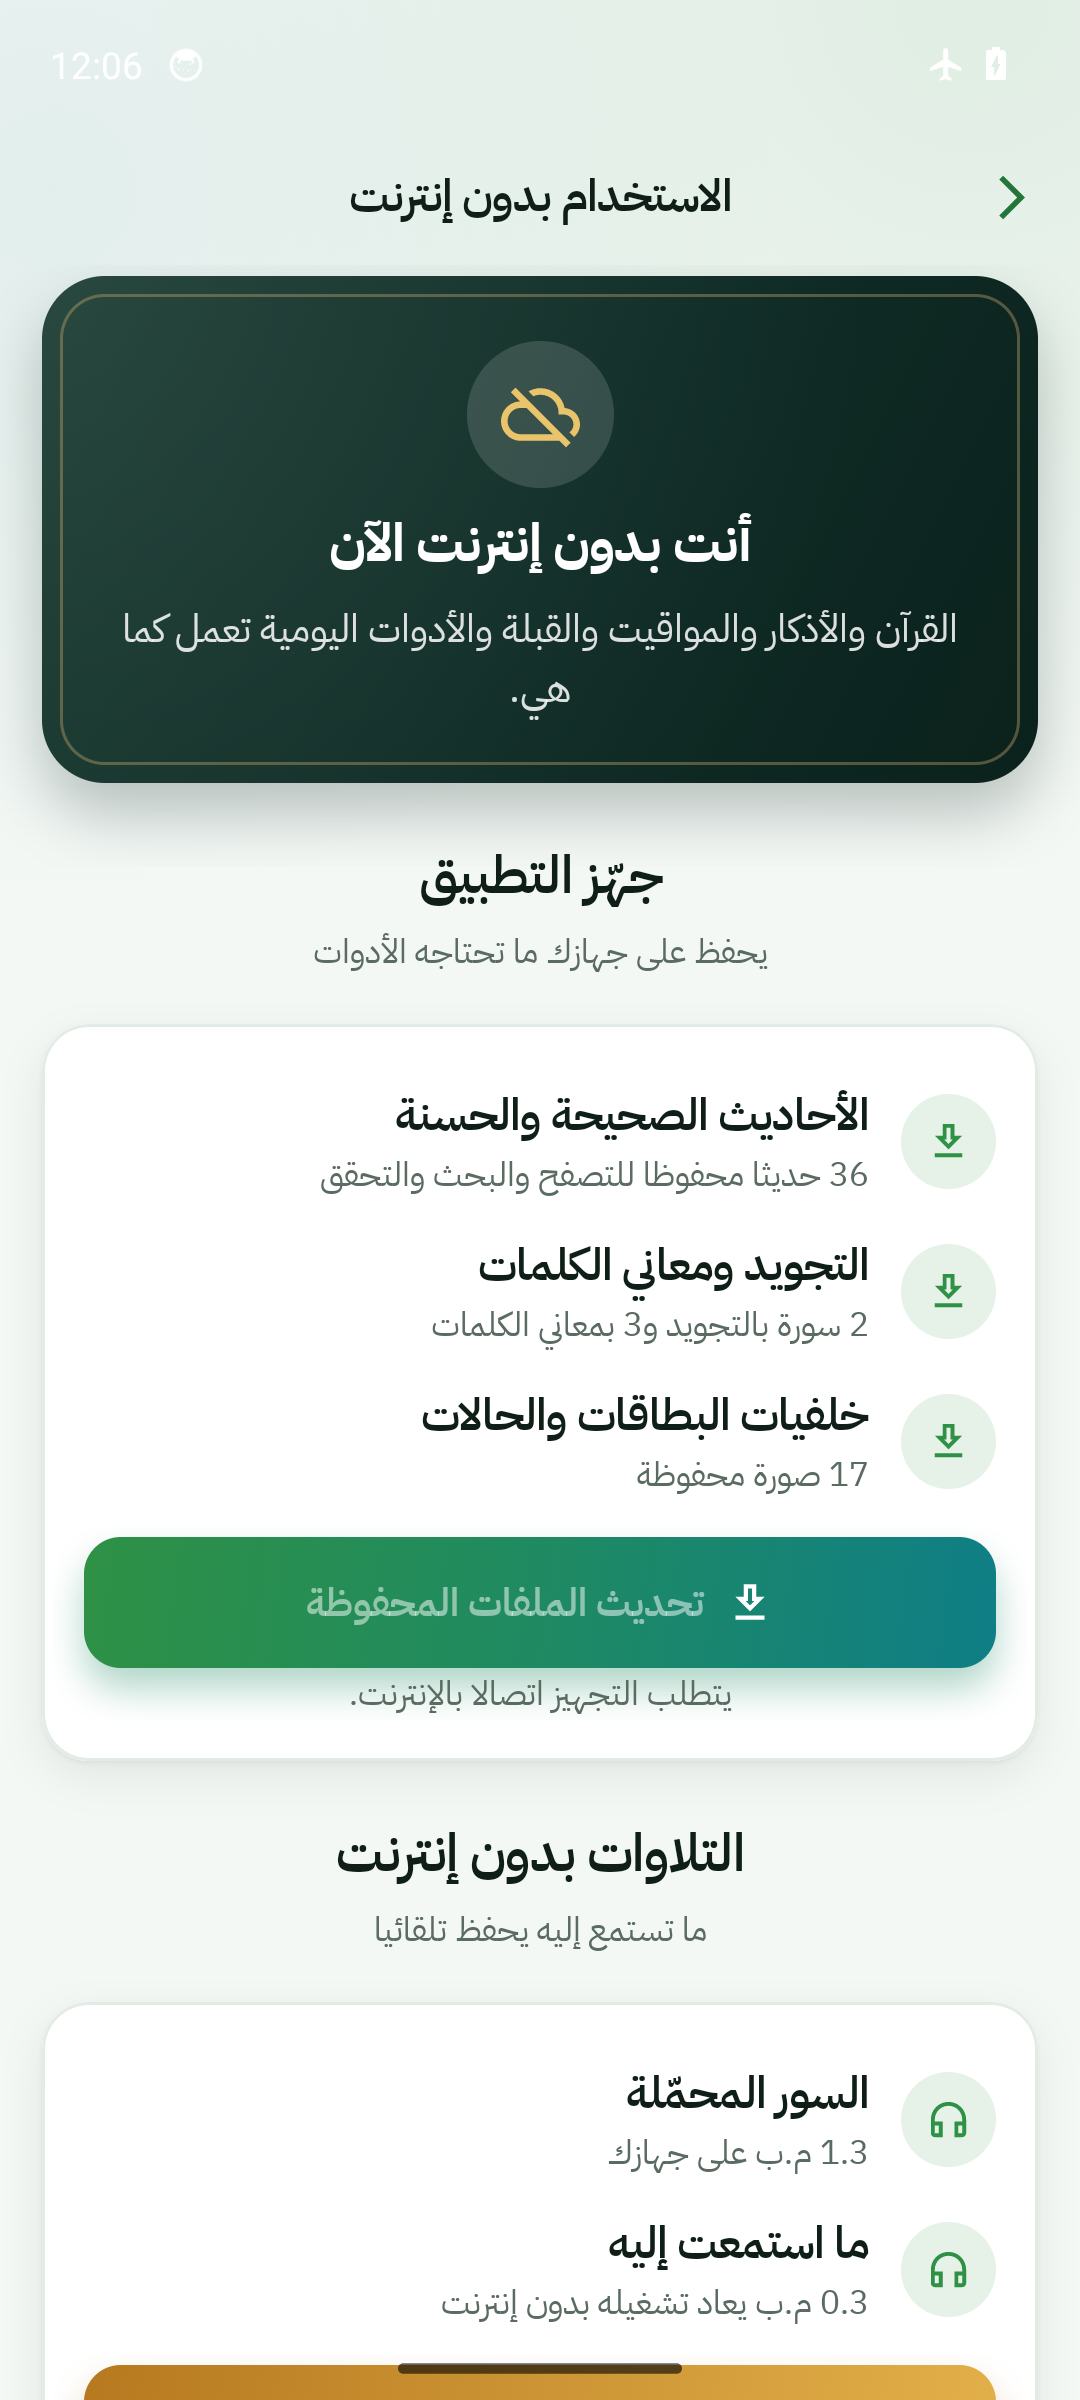 12:06
الاستخدام بدون إنترنت
أنت بدون إنترنت الآن
القرآن والأذكار والمواقيت والقبلة والأدوات اليومية تعمل كما
هي.
جهّز التطبيق
يحفظ على جهازك ما تحتاجه الأدوات
الأحاديث الصحيحة والحسنة
36 حديثا محفوظا للتصفح والبحث والتحقق
التجويد ومعاني الكلمات
2 سورة بالتجويد و3 بمعاني الكلمات
خلفيات البطاقات والحالات
17 صورة محفوظة
تحديث الملفات المحفوظة
يتطلب التجهيز اتصالا بالإنترنت.
التلاوات بدون إنترنت
ما تستمع إليه يحفظ تلقائيا
السور المحمّلة
1.3 م.ب على جهازك
ما استمعت إليه
0.3 م.ب يعاد تشغيله بدون إنترنت